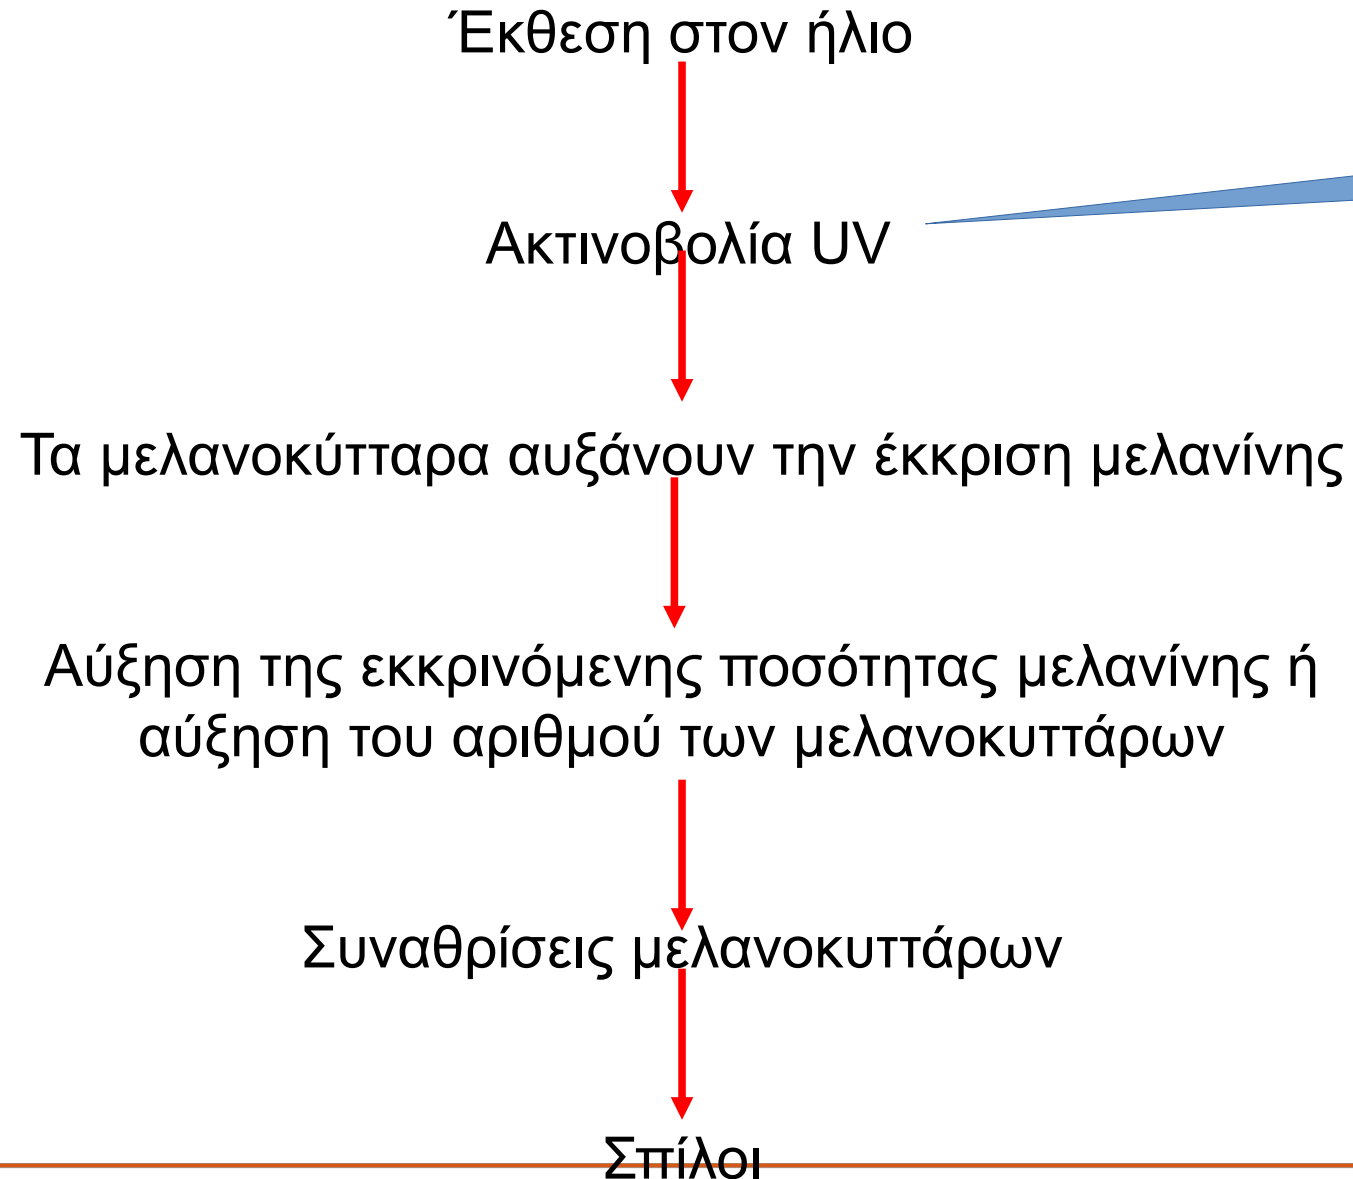 Έκθεση στον ήλιο
Ακτινοβολία UV
Τα μελανοκύτταρα αυξάνουν την έκκριση μελανίνης
Αύξηση της εκκρινόμενης ποσότητας μελανίνης ή
αύξηση του αριθμού των μελανοκυττάρων
Συναθρίσεις μελανοκυττάρων
Σπίλοι